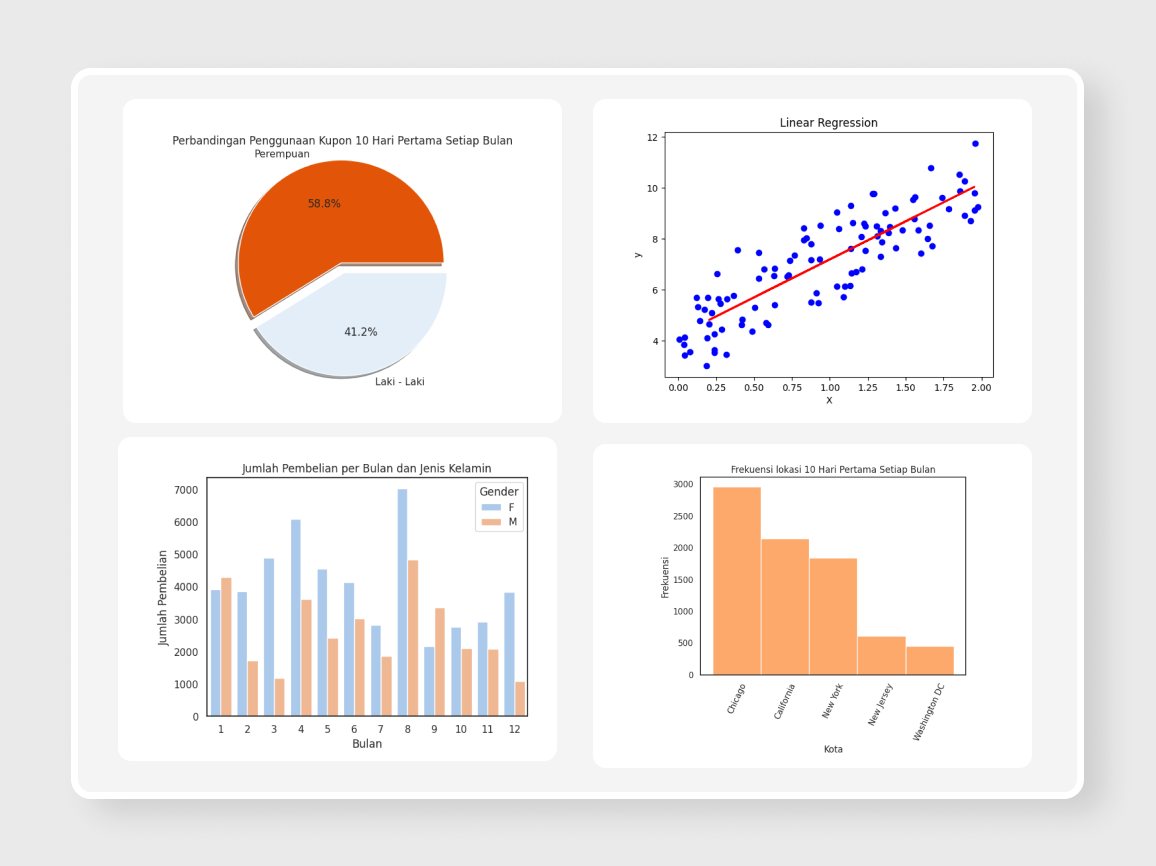 Perbandingan Penggunaan Kupon 10 Hari Pertama Setiap Bulan
Perempuan
58.8%
41.2%
Laki - Laki
Linear Regression
12
10
8
6
4
y
0.00 0.25 0.50 0.75 1.00 1.25 1.50 1.75 2.00
X
Jumlah Pembelian per Bulan dan Jenis Kelamin
7000
6000
5000
4000
3000
2000
1000
0
Jumlah Pembelian
Gender
F
M
1 2 3 4 5 6 7 8 9 10 11 12
Bulan
Frekuensi lokasi 10 Hari Pertama Setiap Bulan
3000
2500
2000
1500
1000
500
0
Frekuensi
Chicago
California
New York
New Jersey
Washington DC
Kota